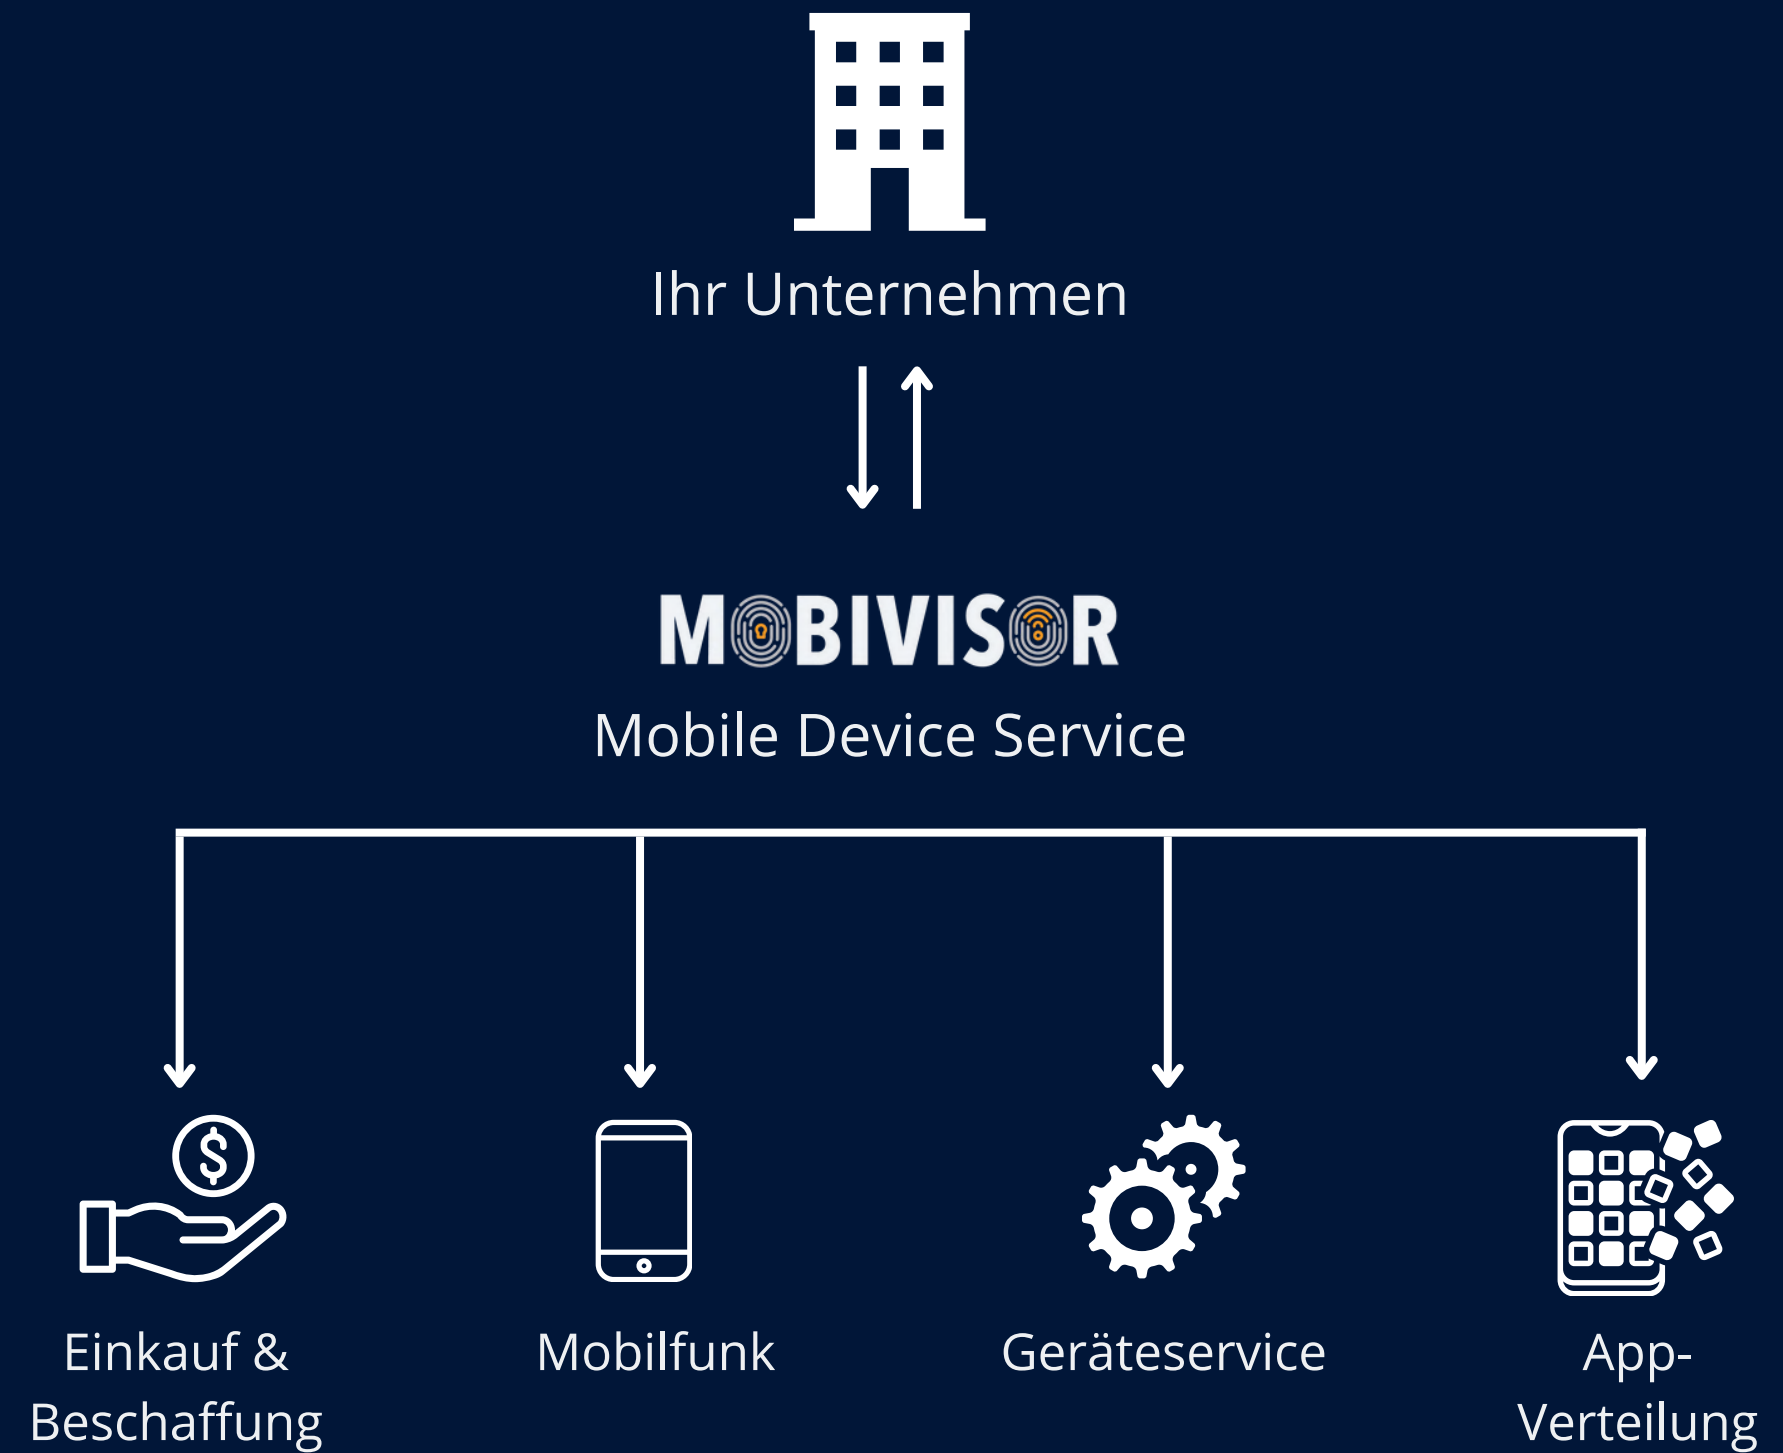 Ihr Unternehmen
MOBIVISOR
Mobile Device Service
Einkauf &
Beschaffung
Mobilfunk
Geräteservice
App-
Verteilung